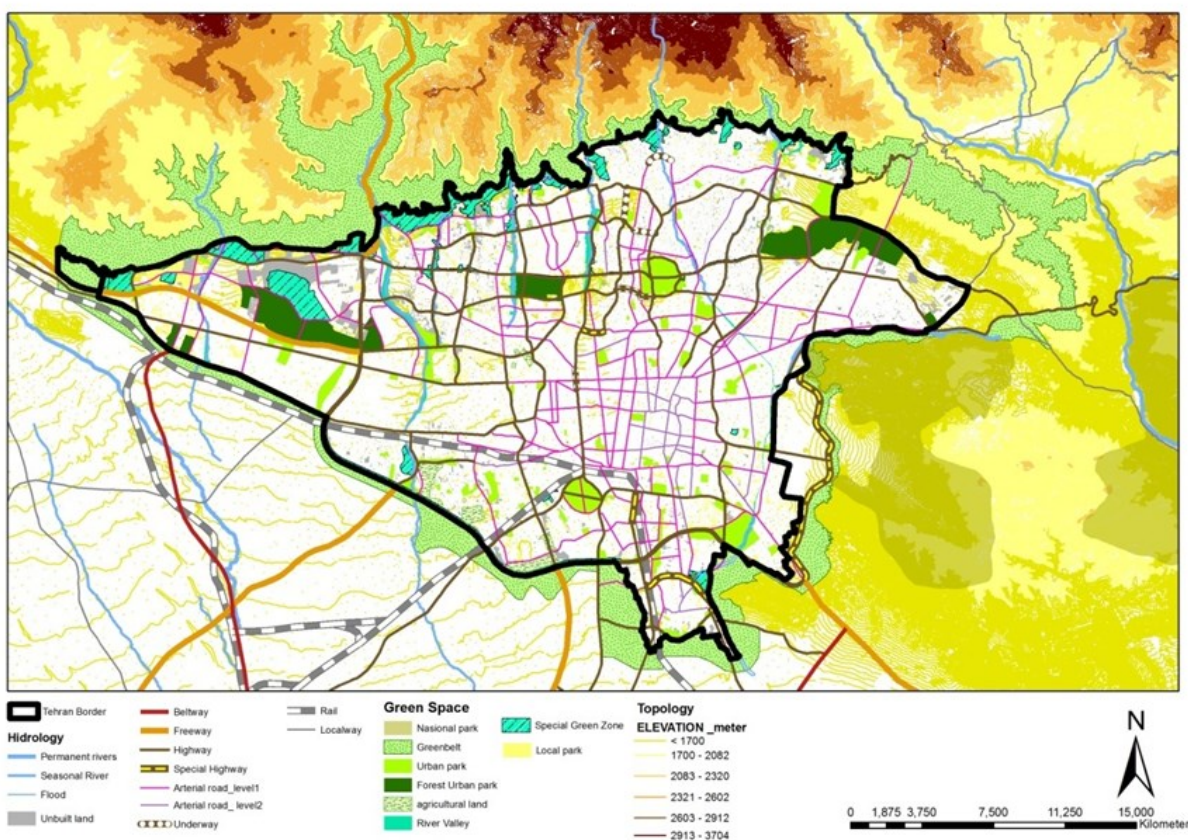 Tehran Border
Hidrology
Permanent rivers
Seasonal River
Flood
Unbuilt land
Beltway
Freeway
Highway
Special Highway
Arterial road_level1
Arterial road_ level2
Underway
Rail
Localway
Green Space
Nasional park
Greenbelt
Urban park
Forest Urban park
agricultural land
River Valley
Special Green Zone
Local park
Topology
ELEVATION _meter
< 1700
1700 - 2082
2083 - 2320
2321 - 2602
2603 - 2912
2913 - 3704
N
0 1,875 3,750 7,500 11,250 15,000
Kilometer